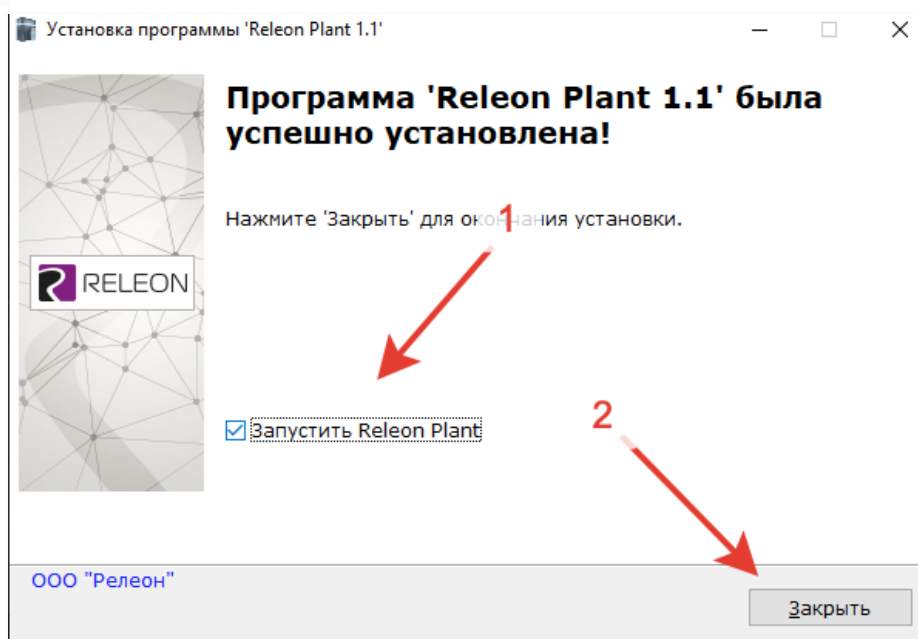 Установка программы 'Releon Plant 1.1'
Программа 'Releon Plant 1.1' была
успешно установлена!
Нажмите 'Закрыть' для окончания установки.
1
RELEON
Запустить Releon Plant
2
ООО "Релеон"
Закрыть